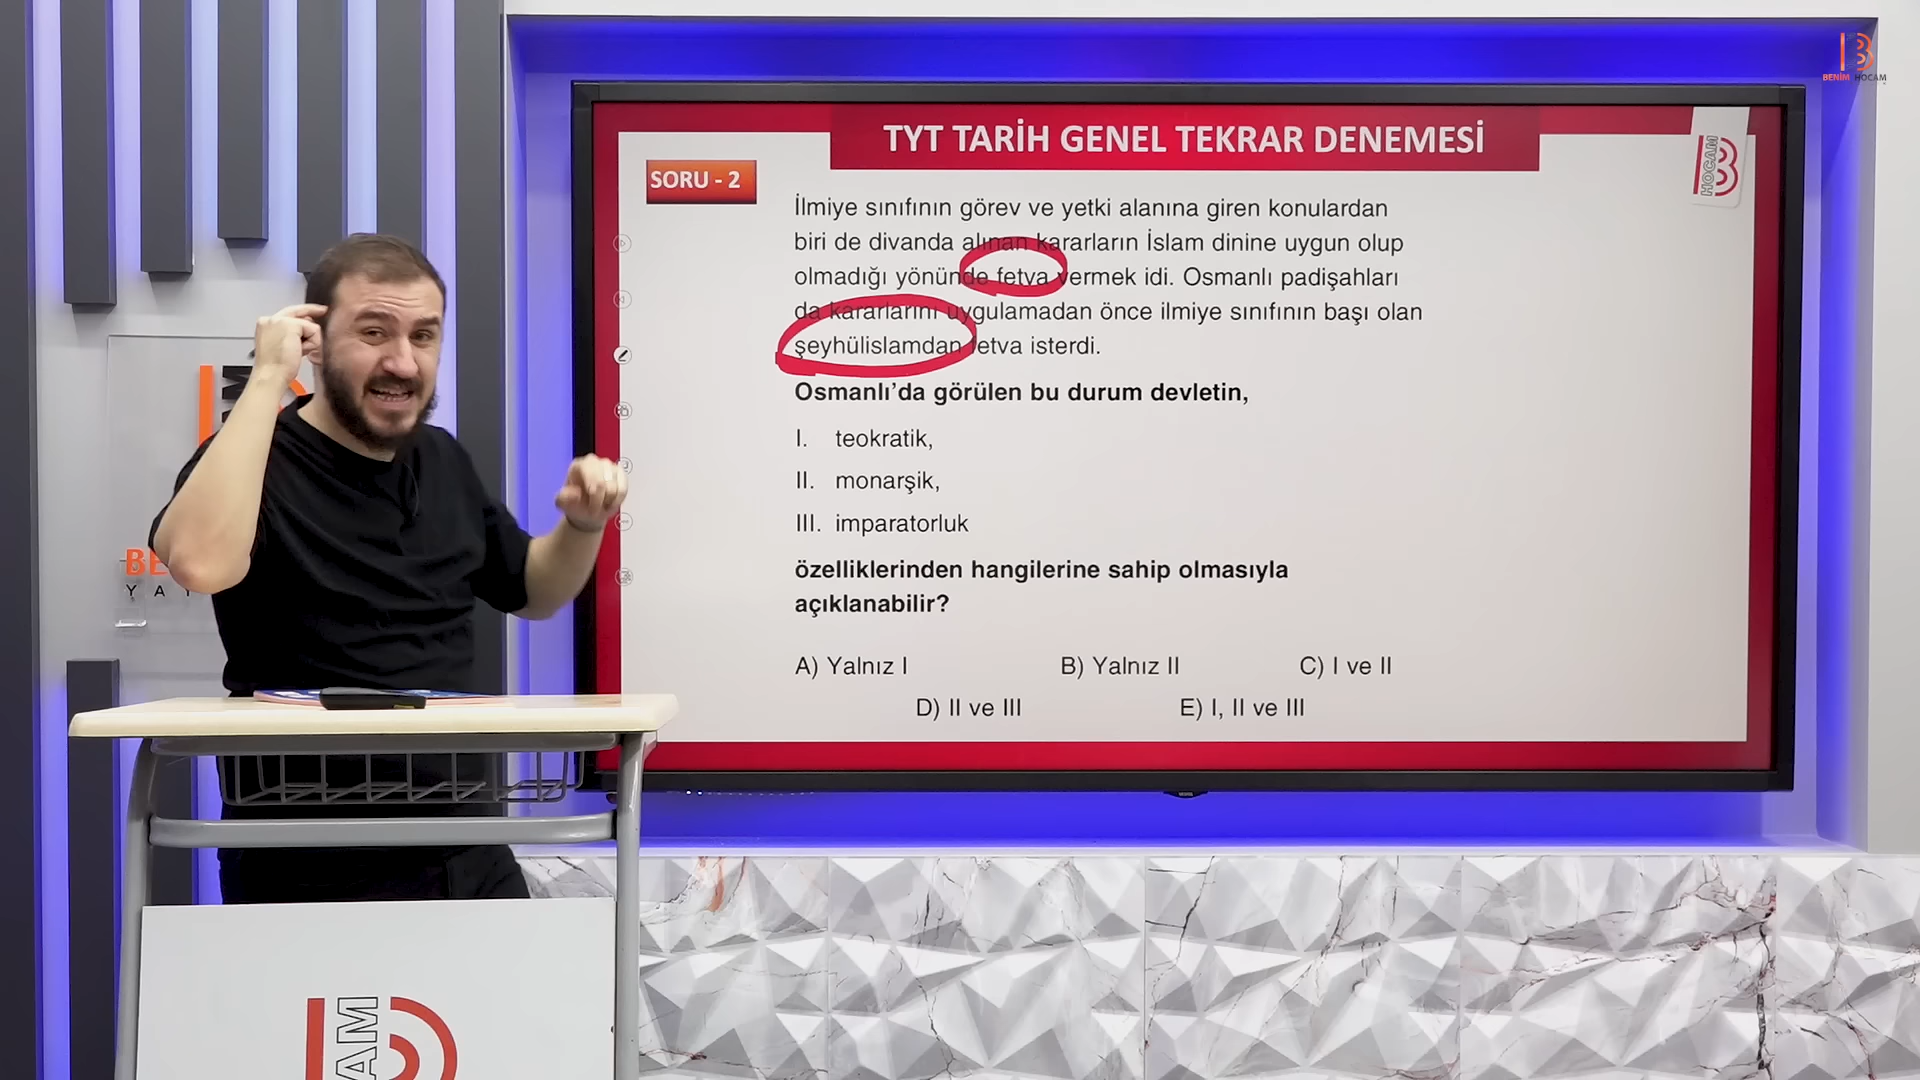 BENİM HOCAM
TYT TARİH GENEL TEKRAR DENEMESİ
HOCAM
SORU - 2
İlmiye sınıfının görev ve yetki alanına giren konulardan
biri de divanda alınan kararların İslam dinine uygun olup
olmadığı yönünde fetva vermek idi. Osmanlı padişahları
da kararlarını uygulamadan önce ilmiye sınıfının başı olan
şeyhülislamdan fetva isterdi.
Osmanlı'da görülen bu durum devletin,
I. teokratik,
II. monarşik,
III. imparatorluk
özelliklerinden hangilerine sahip olmasıyla
açıklanabilir?
A) Yalnız I B) Yalnız II C) I ve II
D) II ve III E) I, II ve III